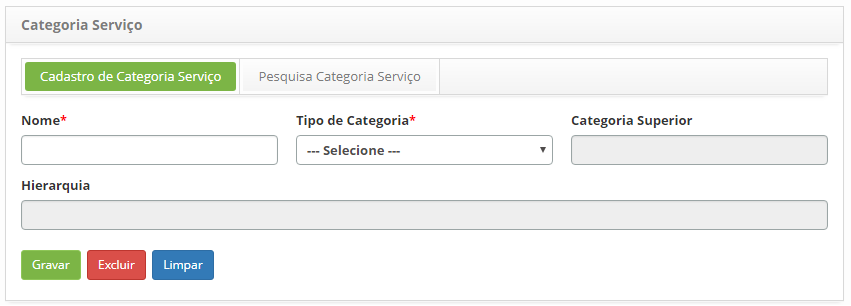 Categoria Serviço
Cadastro de Categoria Serviço Pesquisa Categoria Serviço
Nome* Tipo de Categoria* Categoria Superior
--- Selecione ---
Hierarquia
Gravar Excluir Limpar